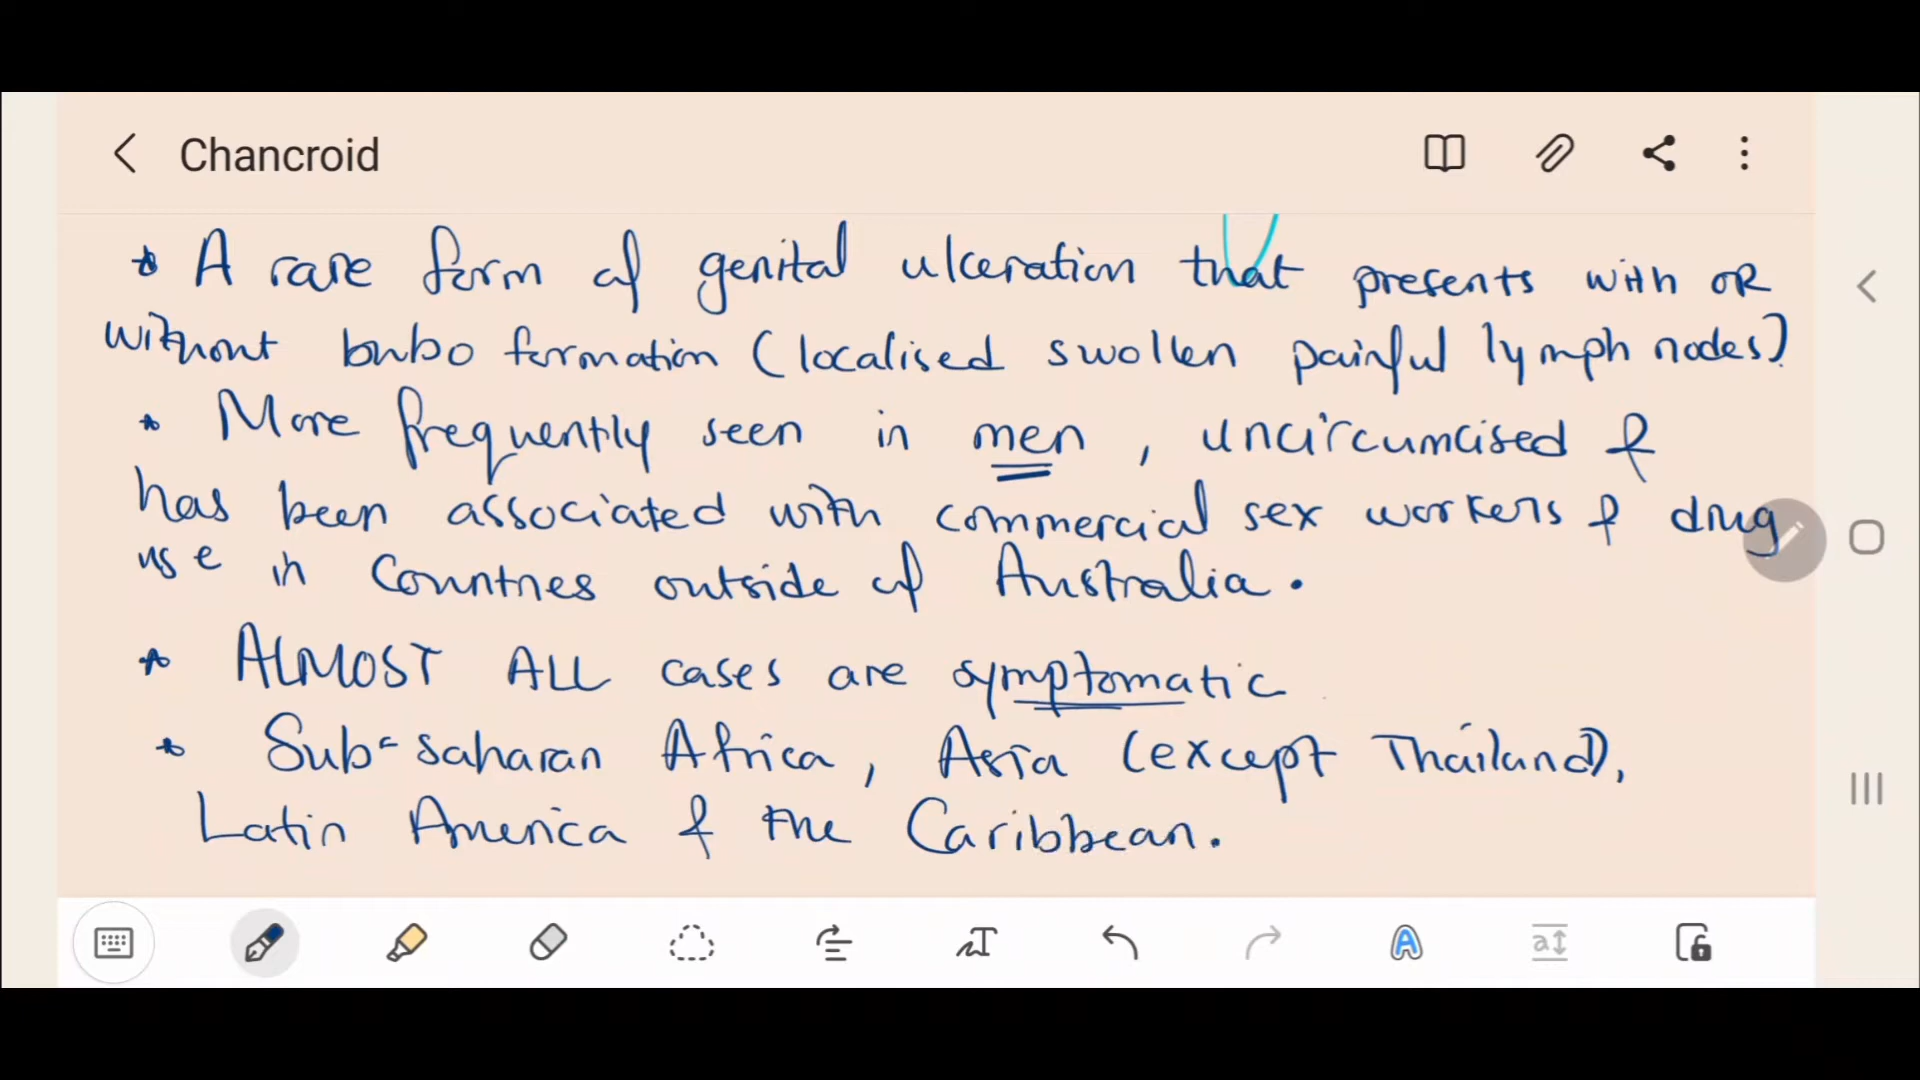 Chancroid
* A rare form of genital ulceration that presents with OR
without bubo formation (localised swollen painful lymph nodes)
* More frequently seen in men, uncircumcised &
has been associated with commercial sex workers & drug
use in Countries outside of Australia.
* ALMOST ALL cases are symptomatic
* Sub-saharan Africa, Asia (except Thailand),
Latin America & the Caribbean.